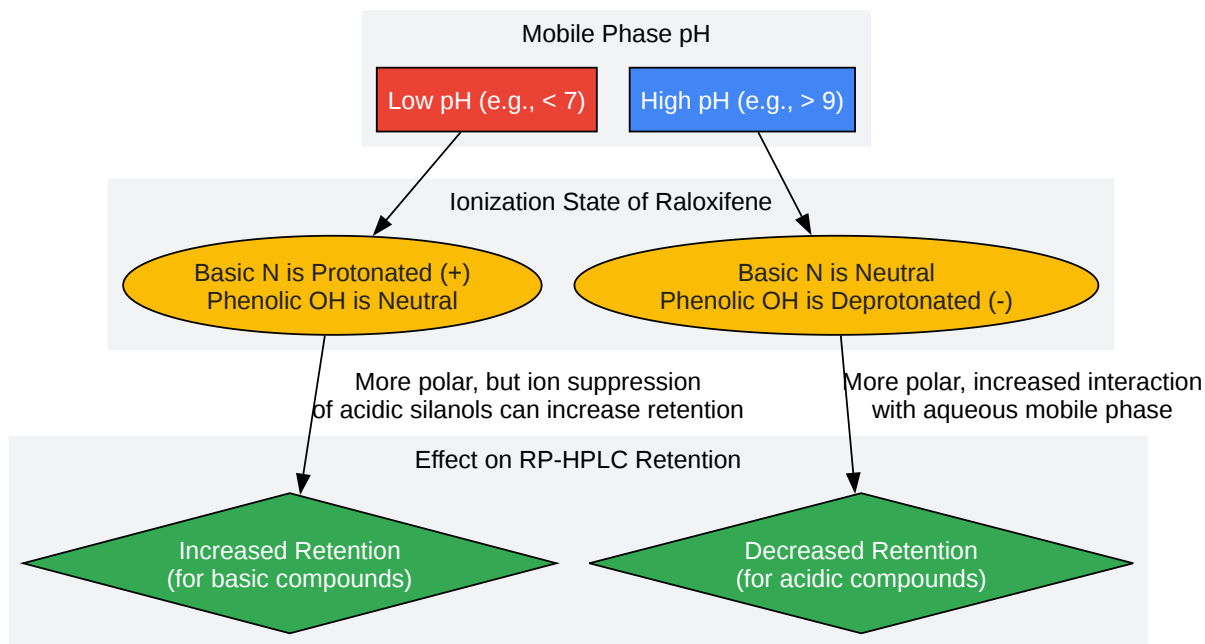 Mobile Phase pH
Low pH (e.g., < 7)
High pH (e.g., > 9)
Ionization State of Raloxifene
Basic N is Protonated (+)
Phenolic OH is Neutral
Basic N is Neutral
Phenolic OH is Deprotonated (-)
More polar, but ion suppression
of acidic silanols can increase retention
More polar, increased interaction
with aqueous mobile phase
Effect on RP-HPLC Retention
Increased Retention
(for basic compounds)
Decreased Retention
(for acidic compounds)